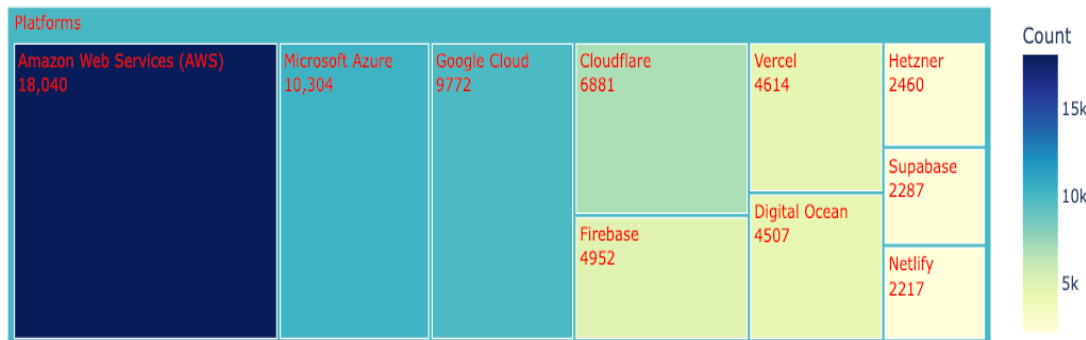 Platforms
Amazon Web Services (AWS)
18,040
Microsoft Azure
10,304
Google Cloud
9772
Cloudflare
6881
Firebase
4952
Vercel
4614
Digital Ocean
4507
Hetzner
2460
Supabase
2287
Netlify
2217
Count
15k
10k
5k